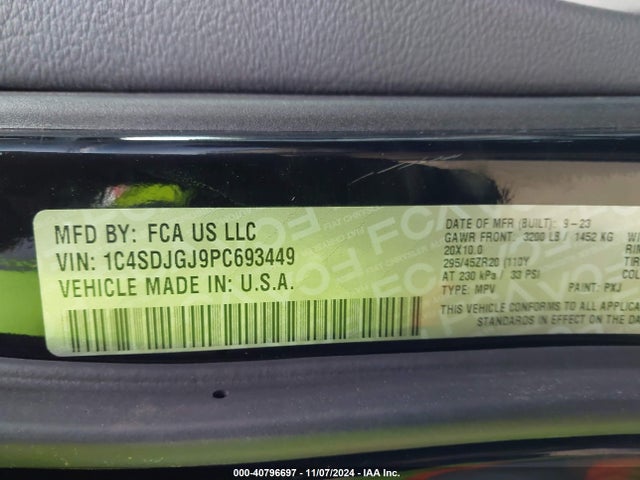 MFD BY: FCA US LLC
VIN: 1C4SDJGJ9PC693449
VEHICLE MADE IN: U.S.A.
DATE OF MFR (BUILT): 9-23
GAWR FRONT: 3200 LB / 1452 KG
20X10.0
295/45ZR20 (110Y
AT 230 kPa / 33 PSI
TYPE: MPV PAINT: PXJ
THIS VEHICLE CONFORMS TO ALL APPLICA
STANDARDS IN EFFECT ON THE D
000-40796697 - 11/07/2024 - IAA Inc.